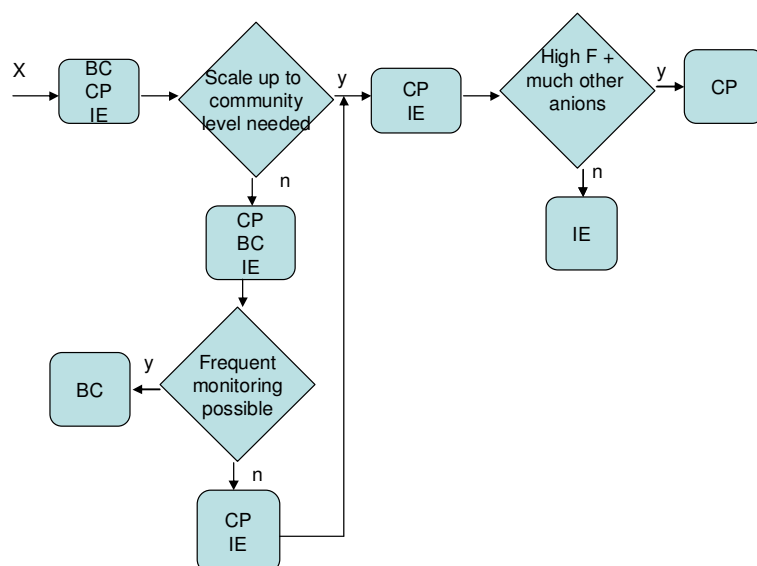 X
BC
CP
IE
Scale up to
community
level needed
y
CP
IE
High F +
much other
anions
y
CP
n
IE
n
CP
BC
IE
Frequent
monitoring
possible
y
BC
n
CP
IE